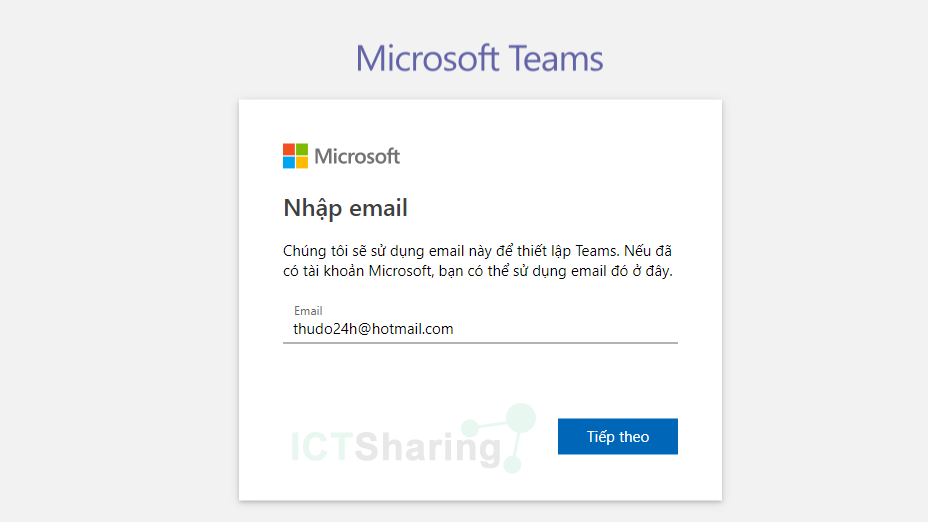 Microsoft Teams
Microsoft
Nhập email
Chúng tôi sẽ sử dụng email này để thiết lập Teams. Nếu đã
có tài khoản Microsoft, bạn có thể sử dụng email đó ở đây.
Email
thudo24h@hotmail.com
ICTSharing
Tiếp theo